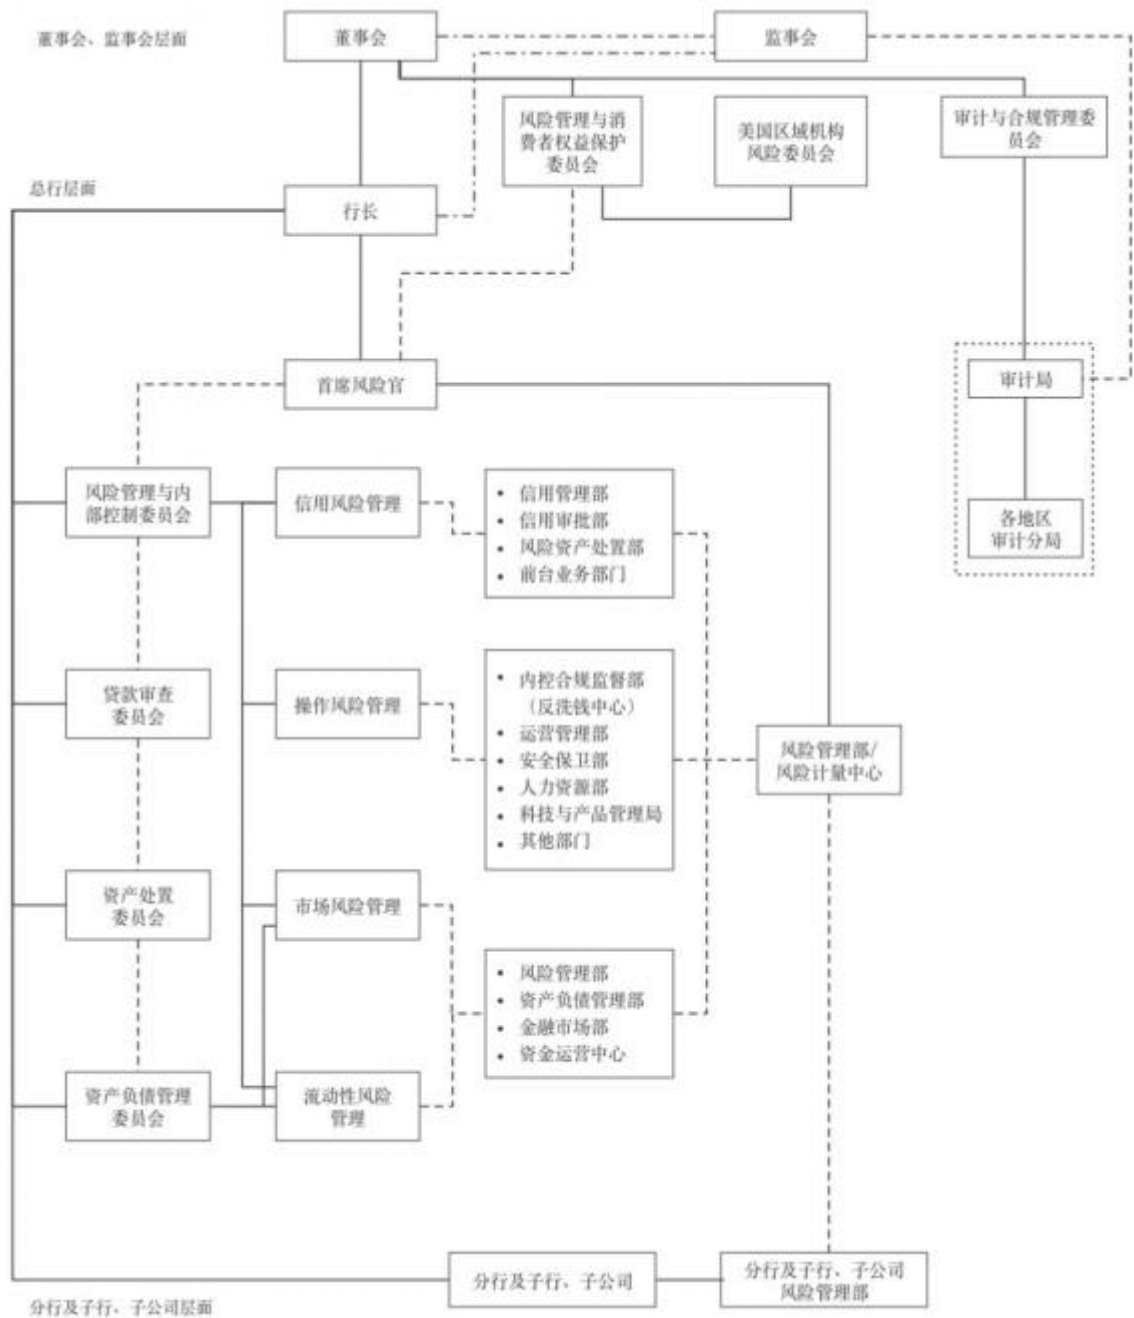 董事会、监事会层面
董事会
监事会
风险管理与消
费者权益保护
委员会
美国区域机构
风险委员会
审计与合规管理委
员会
总行层面
行长
首席风险官
审计局
各地区
审计分局
风险管理与内
部控制委员会
信用风险管理
• 信用管理部
• 信用审批部
• 风险资产处置部
• 前台业务部门
贷款审查
委员会
操作风险管理
• 内控合规监督部
（反洗钱中心）
• 运营管理部
• 安全保卫部
• 人力资源部
• 科技与产品管理局
• 其他部门
风险管理部/
风险计量中心
资产处置
委员会
市场风险管理
• 风险管理部
• 资产负债管理部
• 金融市场部
• 资金运营中心
资产负债管理
委员会
流动性风险
管理
分行及子行、子公司
分行及子行、子公司
风险管理部
分行及子行、子公司层面